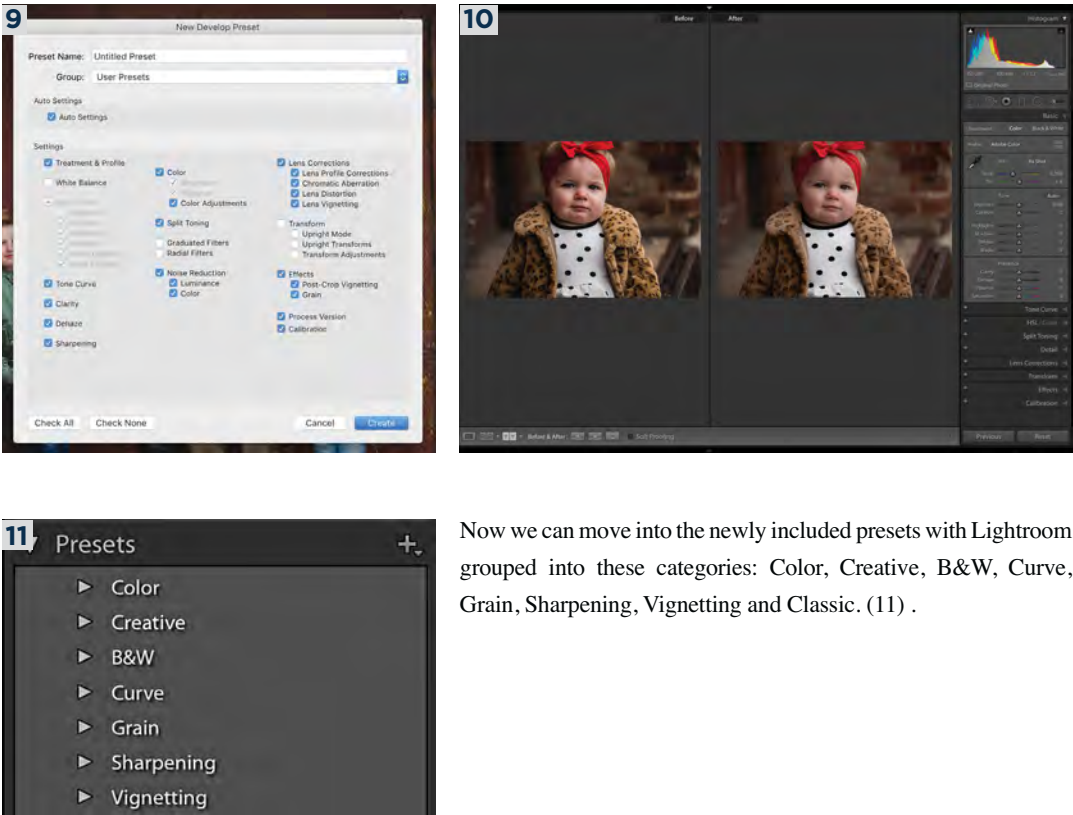 9
New Develop Preset
Preset Name: Untitled Preset
Group: User Presets
Auto Settings
Auto Settings
Settings
Treatment & Profile
White Balance
Tone Curve
Clarity
Dehaze
Sharpening
Color
Color Adjustments
Split Toning
Graduated Filters
Radial Filters
Noise Reduction
Luminance
Color
Lens Corrections
Lens Profile Corrections
Chromatic Aberration
Lens Distortion
Lens Vignetting
Transform
Upright Mode
Upright Transforms
Transform Adjustments
Effects
Post-Crop Vignetting
Grain
Process Version
Calibration
Check All Check None Cancel Create
10
Before After
Histogram
Basic
Color Black & White
Adobe Color
As Shot
Tone Curve
Split Toning
Detail
Lens Corrections
Transform
Effects
Calibration
Before & After
Soft Proofing
Previous Reset
11
Presets
Color
Creative
B&W
Curve
Grain
Sharpening
Vignetting
Now we can move into the newly included presets with Lightroom
grouped into these categories: Color, Creative, B&W, Curve,
Grain, Sharpening, Vignetting and Classic. (11) .